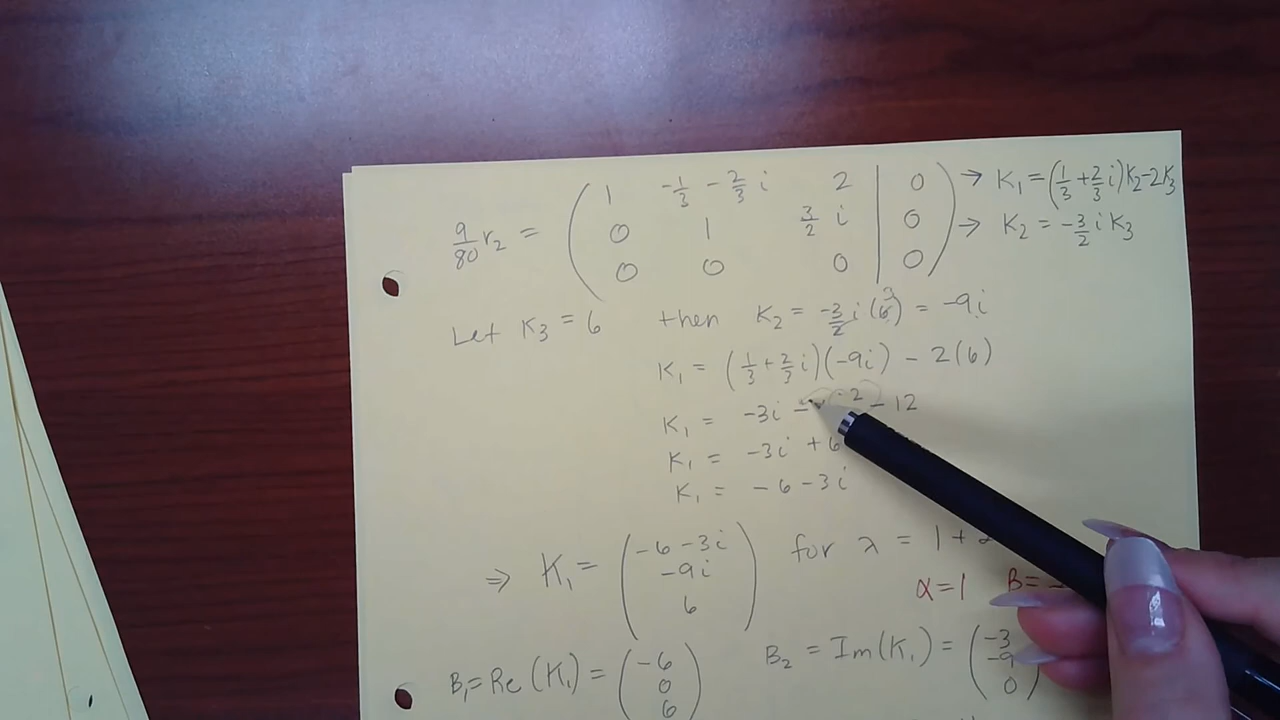 9/80 r₂ = ( 1 -1/3 - 2/3 i 2 | 0 ) → K₁ = (1/3 + 2/3 i)K₂ - 2K₃
( 0 1 3/2 i | 0 ) → K₂ = -3/2 i K₃
( 0 0 0 | 0 )
Let K₃ = 6 then K₂ = -3/2 i (6) = -9i
K₁ = (1/3 + 2/3 i)(-9i) - 2(6)
K₁ = -3i - i² - 12
K₁ = -3i + 6
K₁ = -6 - 3i
⇒ K₁ = ( -6 - 3i for λ = 1 +
-9i
6 ) α = 1 B =
B₁ = Re(K₁) = ( -6 B₂ = Im(K₁) = ( -3
0 -9
6 ) 0 )